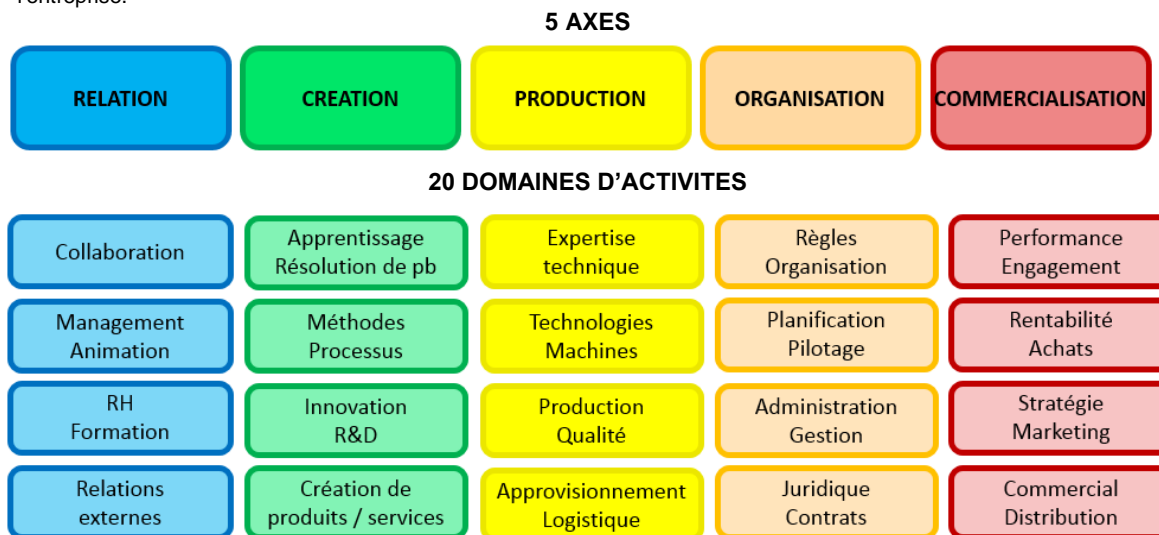 l'entreprise.
5 AXES
RELATION
CREATION
PRODUCTION
ORGANISATION
COMMERCIALISATION
20 DOMAINES D'ACTIVITES
Collaboration
Apprentissage
Résolution de pb
Expertise
technique
Règles
Organisation
Performance
Engagement
Management
Animation
Méthodes
Processus
Technologies
Machines
Planification
Pilotage
Rentabilité
Achats
RH
Formation
Innovation
R&D
Production
Qualité
Administration
Gestion
Stratégie
Marketing
Relations
externes
Création de
produits / services
Approvisionnement
Logistique
Juridique
Contrats
Commercial
Distribution